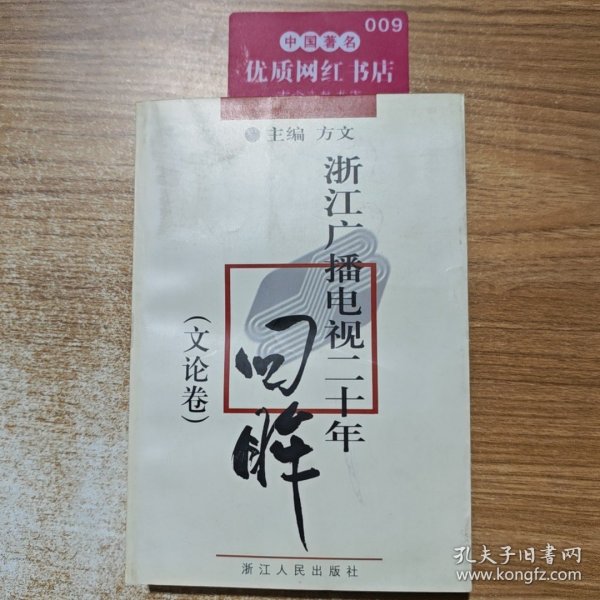 009
中国著名
优质网红书店
主编 方文
浙江广播电视二十年
回眸
(文论卷)
浙江人民出版社
孔夫子旧书网
www.kongfz.com